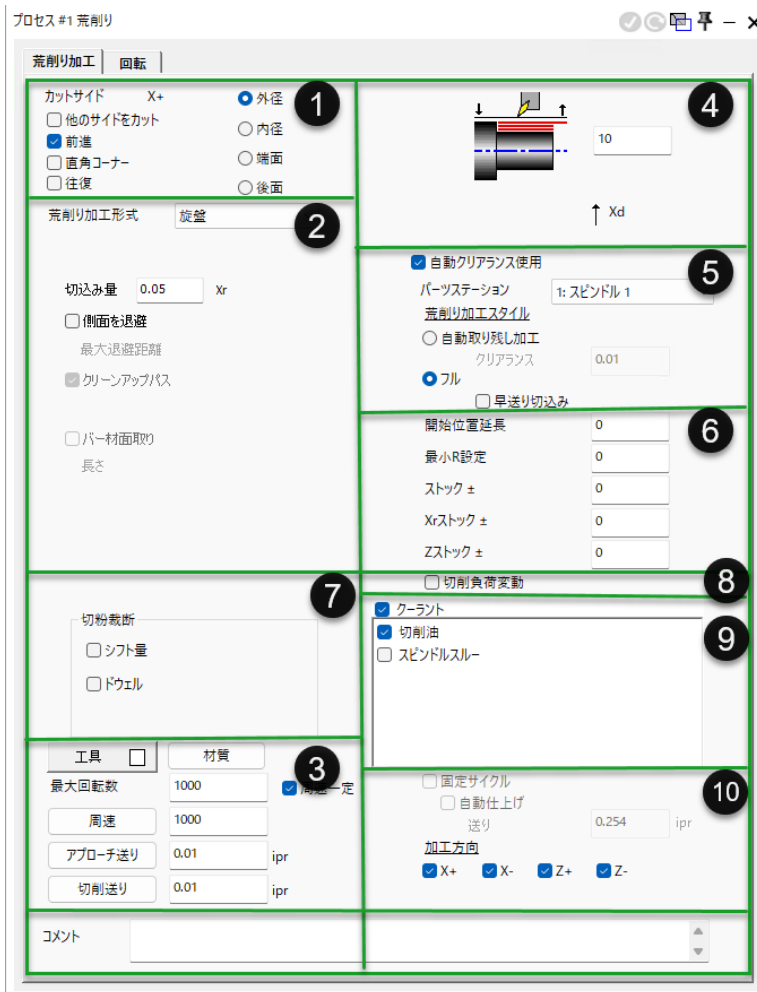 プロセス #1 荒削り
荒削り加工
回転
カットサイド X+
他のサイドをカット
前進
直角コーナー
往復
外径
内径
端面
後面
1
荒削り加工形式 旋盤
2
切込み量 0.05 Xr
側面を退避
最大退避距離
クリーンアップパス
バー材面取り
長さ
4
10
Xd
自動クリアランス使用
5
パーツステーション 1: スピンドル 1
荒削り加工スタイル
自動取り残し加工
クリアランス 0.01
フル
早送り切込み
開始位置延長 0
6
最小R設定 0
ストック ± 0
Xrストック ± 0
Zストック ± 0
切削負荷変動
8
7
切粉裁断
シフト量
ドウェル
クーラント
切削油
スピンドルスルー
9
工具 材質
3
最大回転数 1000 周速一定
周速 1000
アプローチ送り 0.01 ipr
切削送り 0.01 ipr
固定サイクル
自動仕上げ
送り 0.254 ipr
10
加工方向
X+ X- Z+ Z-
コメント